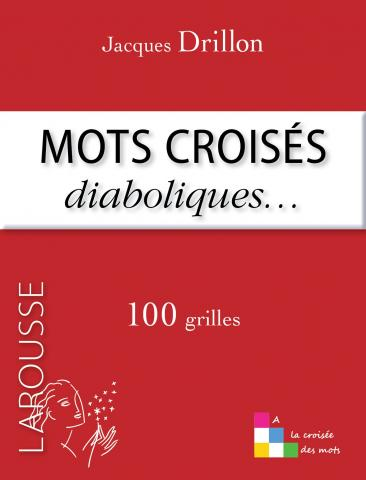 Jacques Drillon
MOTS CROISÉS
diaboliques...
100 grilles
LAROUSSE
A
la croisée
des mots